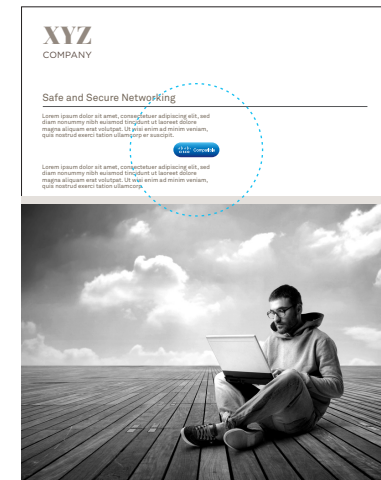 XYZ
COMPANY
Safe and Secure Networking
Lorem ipsum dolor sit amet, consectetuer adipiscing elit, sed
diam nonummy nibh euismod tincidunt ut laoreet dolore
magna aliquam erat volutpat. Ut wisi enim ad minim veniam,
quis nostrud exerci tation ullamcorp er suscipit.
Compatible
Lorem ipsum dolor sit amet, consectetuer adipiscing elit, sed
diam nonummy nibh euismod tincidunt ut laoreet dolore
magna aliquam erat volutpat. Ut wisi enim ad minim veniam,
quis nostrud exerci tation ullamcorp.